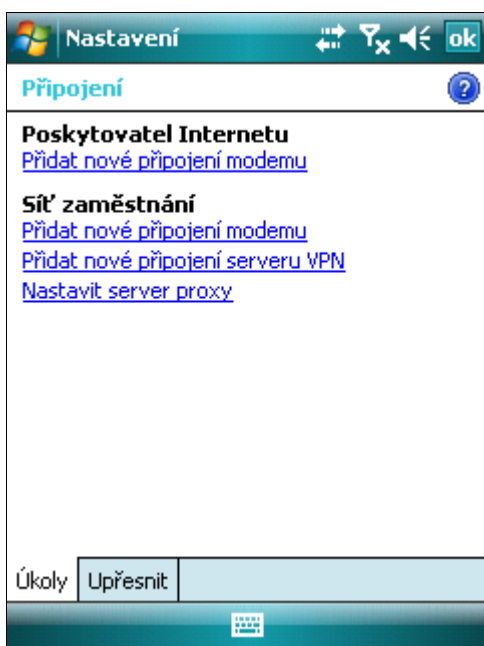 Nastavení
ok
Připojení
?
Poskytovatel Internetu
Přidat nové připojení modemu
Síť zaměstnání
Přidat nové připojení modemu
Přidat nové připojení serveru VPN
Nastavit server proxy
Úkoly
Upřesnit